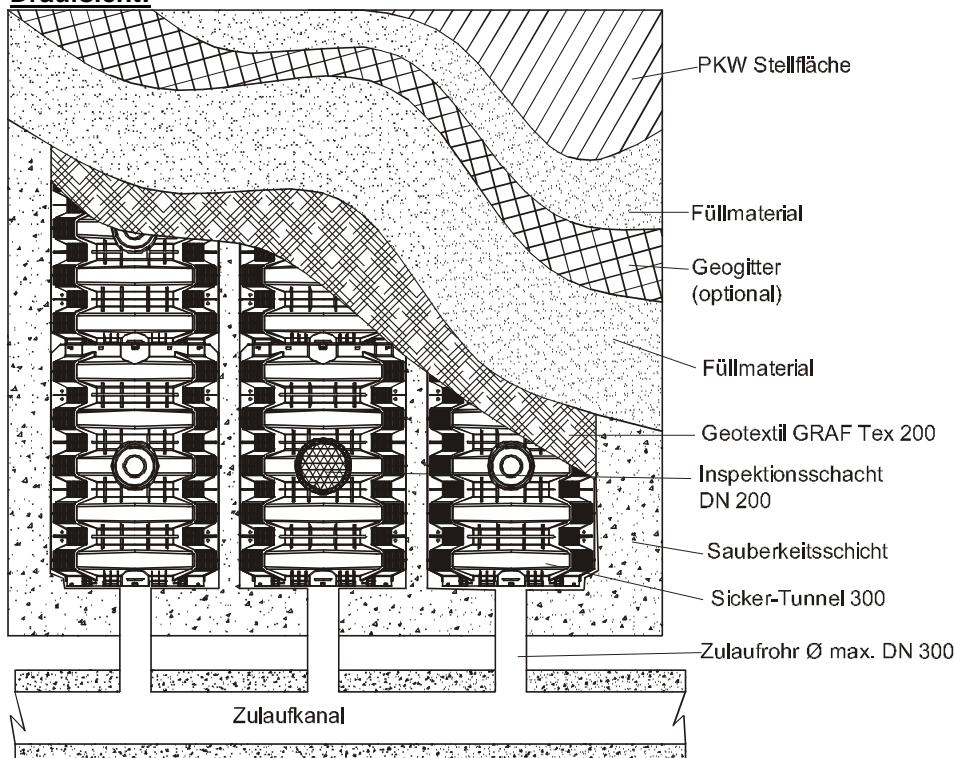 Draufsicht:
PKW Stellfläche
Füllmaterial
Geogitter
(optional)
Füllmaterial
Geotextil GRAF Tex 200
Inspektionsschacht
DN 200
Sauberkeitsschicht
Sicker-Tunnel 300
Zulaufrohr Ø max. DN 300
Zulaufkanal